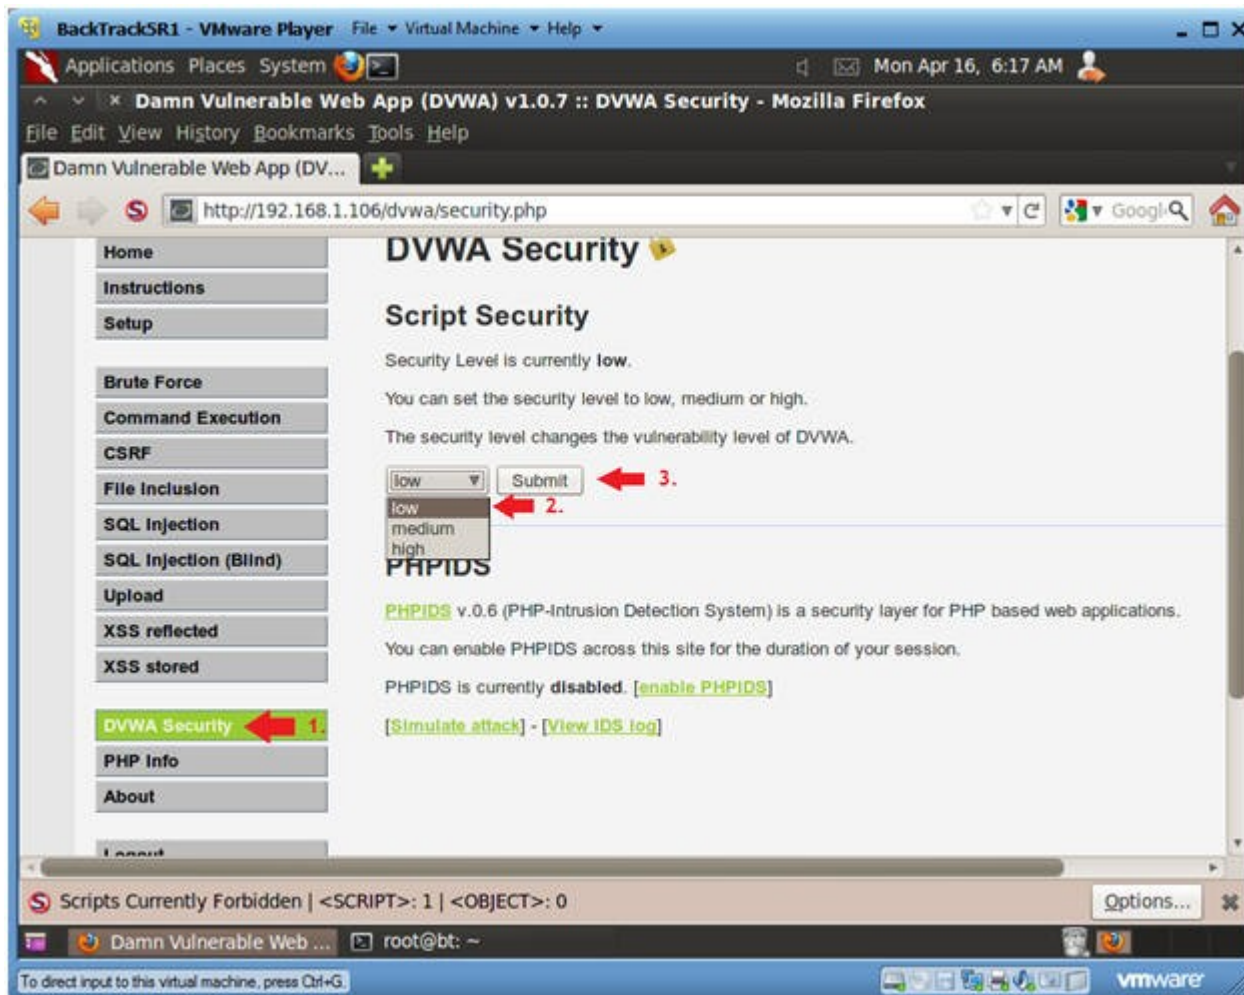 BackTrack5R1 - VMware Player File Virtual Machine Help
Applications Places System Mon Apr 16, 6:17 AM
Damn Vulnerable Web App (DVWA) v1.0.7 :: DVWA Security - Mozilla Firefox
File Edit View History Bookmarks Tools Help
Damn Vulnerable Web App (DV...
http://192.168.1.106/dvwa/security.php Googl
Home
Instructions
Setup
Brute Force
Command Execution
CSRF
File Inclusion
SQL Injection
SQL Injection (Blind)
Upload
XSS reflected
XSS stored
DVWA Security 1.
PHP Info
About
Logout
DVWA Security
Script Security
Security Level is currently low.
You can set the security level to low, medium or high.
The security level changes the vulnerability level of DVWA.
low Submit 3.
low 2.
medium
high
PHPIDS
PHPIDS v.0.6 (PHP-Intrusion Detection System) is a security layer for PHP based web applications.
You can enable PHPIDS across this site for the duration of your session.
PHPIDS is currently disabled. [enable PHPIDS]
[Simulate attack] - [View IDS log]
Scripts Currently Forbidden | <SCRIPT>: 1 | <OBJECT>: 0 Options...
Damn Vulnerable Web ... root@bt: ~
To direct input to this virtual machine, press Ctrl+G. vmware